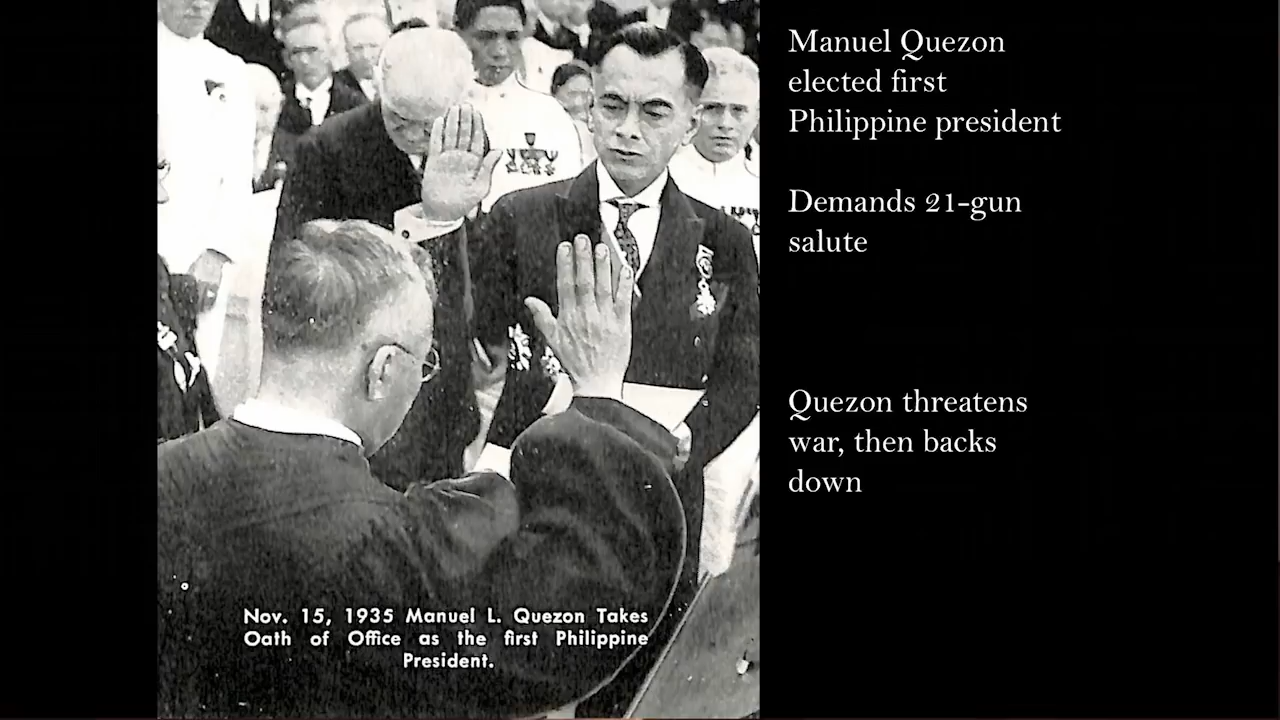 Manuel Quezon
elected first
Philippine president
Demands 21-gun
salute
Quezon threatens
war, then backs
down
Nov. 15, 1935 Manuel L. Quezon Takes
Oath of Office as the first Philippine
President.